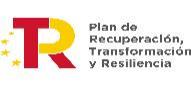 Plan de
Recuperación,
Transformación
y Resiliencia